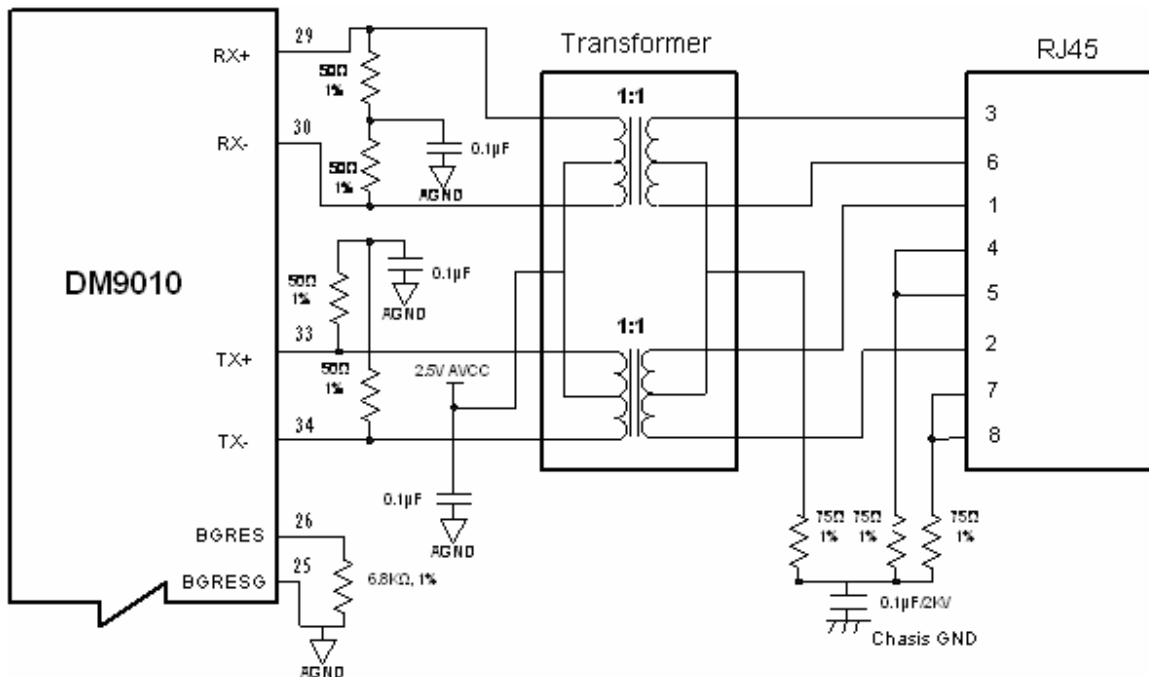 Transformer
RJ45
DM9010
RX+
29
50Ω
1%
RX-
30
50Ω
1%
0.1µF
AGND
1:1
3
6
1
4
5
2
7
8
50Ω
1%
0.1µF
AGND
TX+
33
50Ω
1%
TX-
34
2.5V AVCC
1:1
0.1µF
AGND
BGRES
26
BGRESG
25
6.8KΩ, 1%
AGND
75Ω
1%
75Ω
1%
75Ω
1%
0.1µF/2KV
Chasis GND